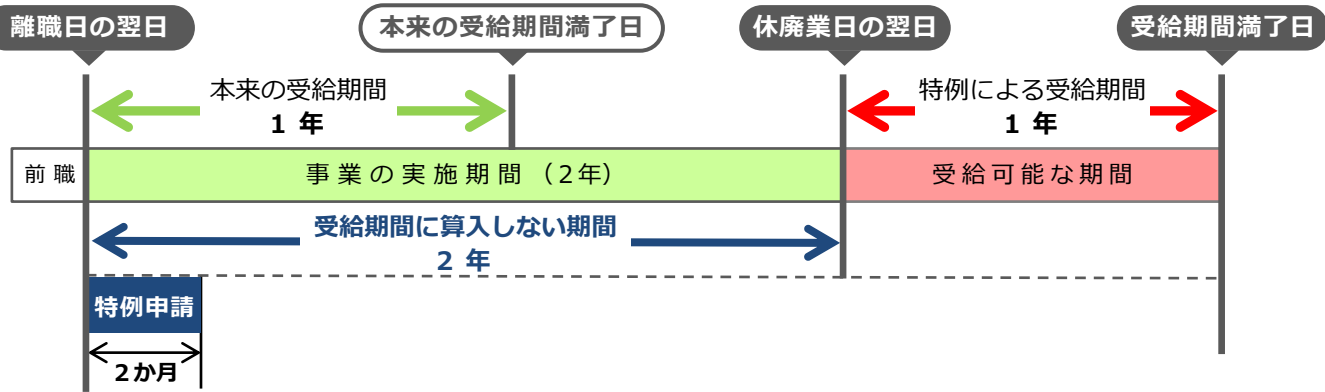 離職日の翌日
本来の受給期間満了日
休廃業日の翌日
受給期間満了日
本来の受給期間
1 年
特例による受給期間
1 年
前職
事業の実施期間（2年）
受給可能な期間
受給期間に算入しない期間
2 年
特例申請
2か月